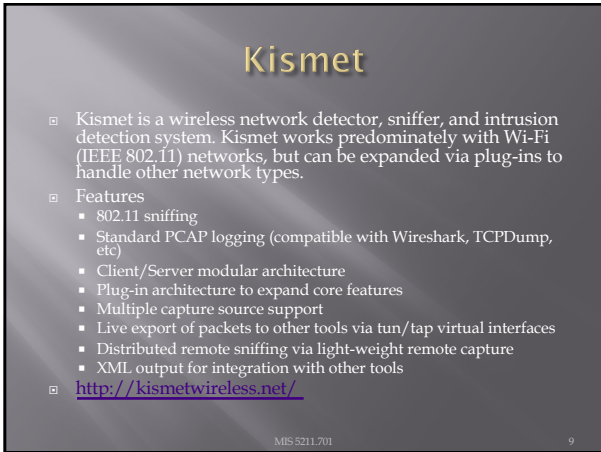 Kismet
Kismet is a wireless network detector, sniffer, and intrusion
detection system. Kismet works predominately with Wi-Fi
(IEEE 802.11) networks, but can be expanded via plug-ins to
handle other network types.
Features
802.11 sniffing
Standard PCAP logging (compatible with Wireshark, TCPDump,
etc)
Client/Server modular architecture
Plug-in architecture to expand core features
Multiple capture source support
Live export of packets to other tools via tun/tap virtual interfaces
Distributed remote sniffing via light-weight remote capture
XML output for integration with other tools
http://kismetwireless.net/
MIS 5211.701 9